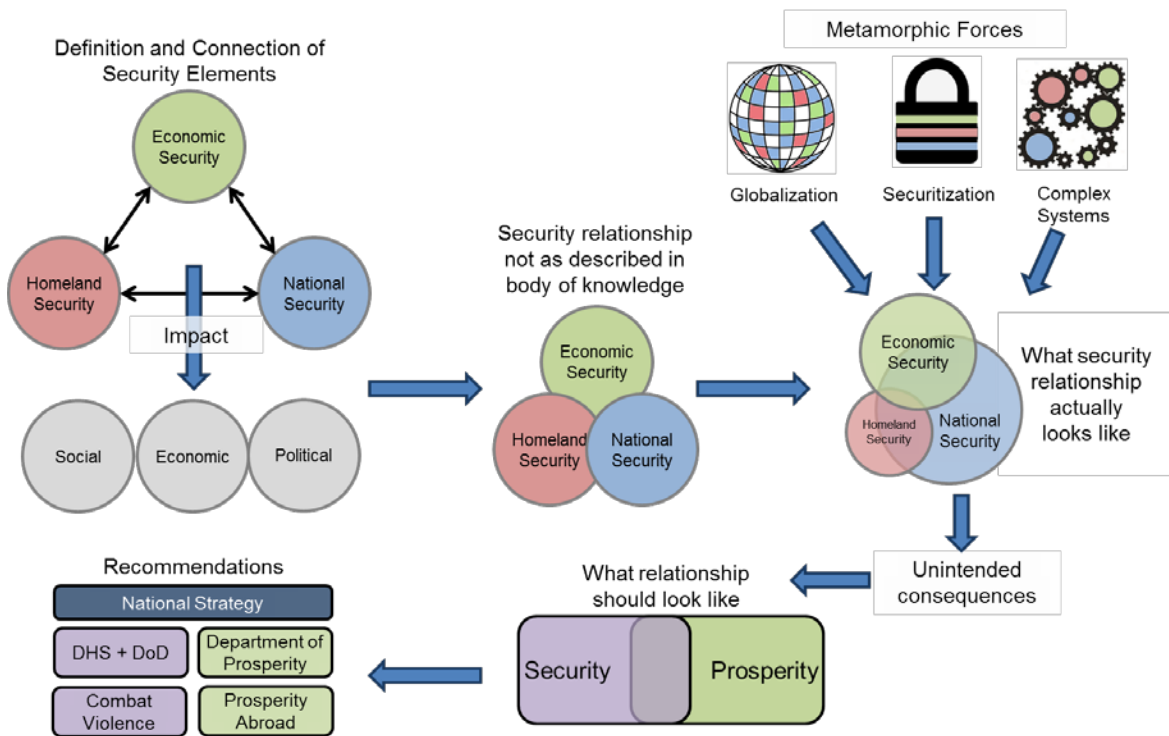 Definition and Connection of
Security Elements
Economic
Security
Homeland
Security
National
Security
Impact
Social
Economic
Political
Security relationship
not as described in
body of knowledge
Economic
Security
Homeland
Security
National
Security
Metamorphic Forces
Globalization
Securitization
Complex
Systems
Economic
Security
Homeland
Security
National
Security
What security
relationship
actually
looks like
Unintended
consequences
What relationship
should look like
Security
Prosperity
Recommendations
National Strategy
DHS + DoD
Department of
Prosperity
Combat
Violence
Prosperity
Abroad